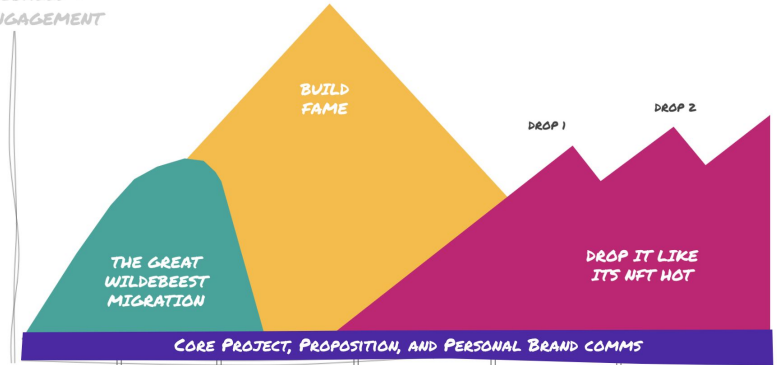 ENGAGEMENT
BUILD
FAME
DROP 1
DROP 2
THE GREAT
WILDEBEEST
MIGRATION
DROP IT LIKE
ITS NFT HOT
CORE PROJECT, PROPOSITION, AND PERSONAL BRAND COMMS